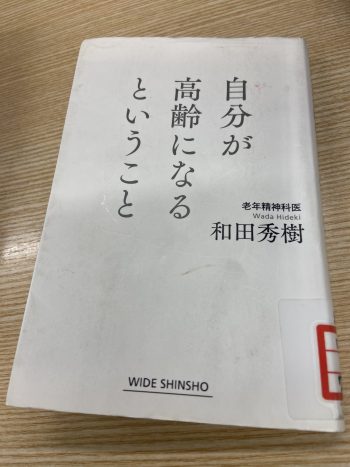 自分が
高齢になる
ということ
老年精神科医
Wada Hideki
和田秀樹
WIDE SHINSHO